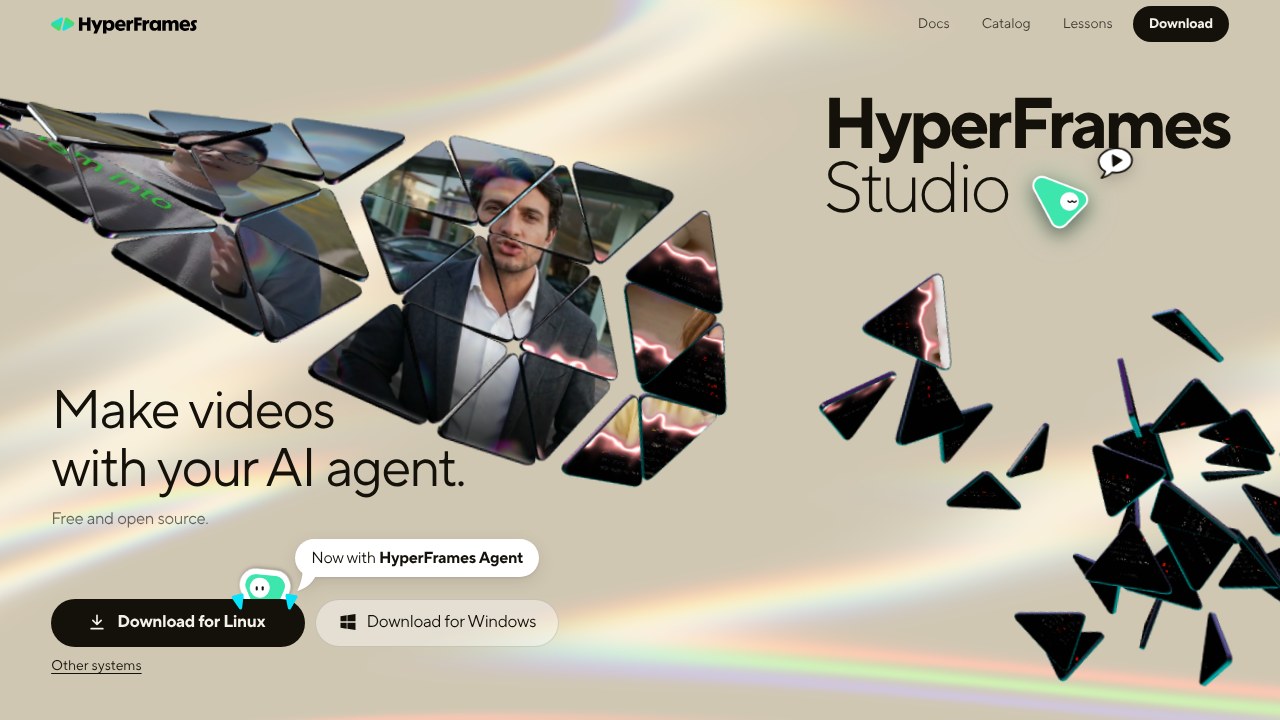 HyperFrames
Docs
Catalog
Lessons
Download
HyperFrames
Studio
Make videos
with your AI agent.
Free and open source.
Now with HyperFrames Agent
Download for Linux
Download for Windows
Other systems